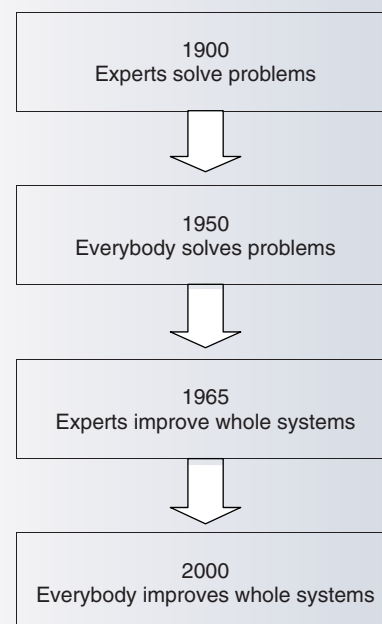 1900
Experts solve problems
1950
Everybody solves problems
1965
Experts improve whole systems
2000
Everybody improves whole systems